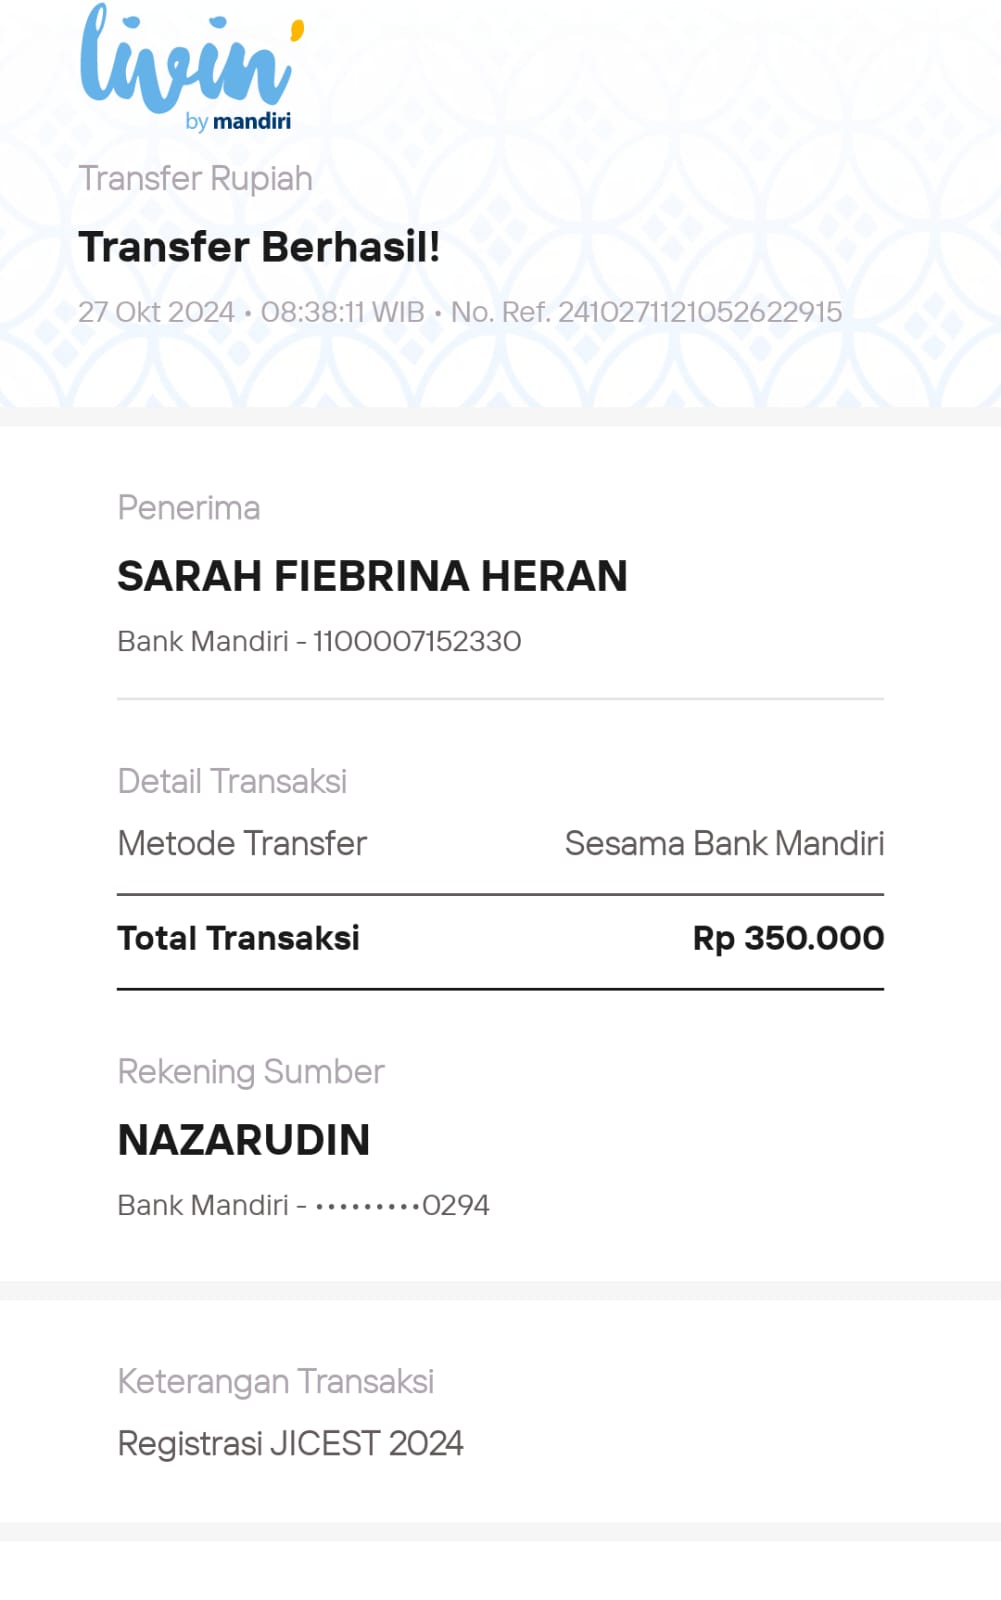 livin'
by mandiri
Transfer Rupiah
Transfer Berhasil!
27 Okt 2024 • 08:38:11 WIB • No. Ref. 2410271121052622915
Penerima
SARAH FIEBRINA HERAN
Bank Mandiri - 1100007152330
Detail Transaksi
Metode Transfer Sesama Bank Mandiri
Total Transaksi Rp 350.000
Rekening Sumber
NAZARUDIN
Bank Mandiri - •••••••••0294
Keterangan Transaksi
Registrasi JICEST 2024